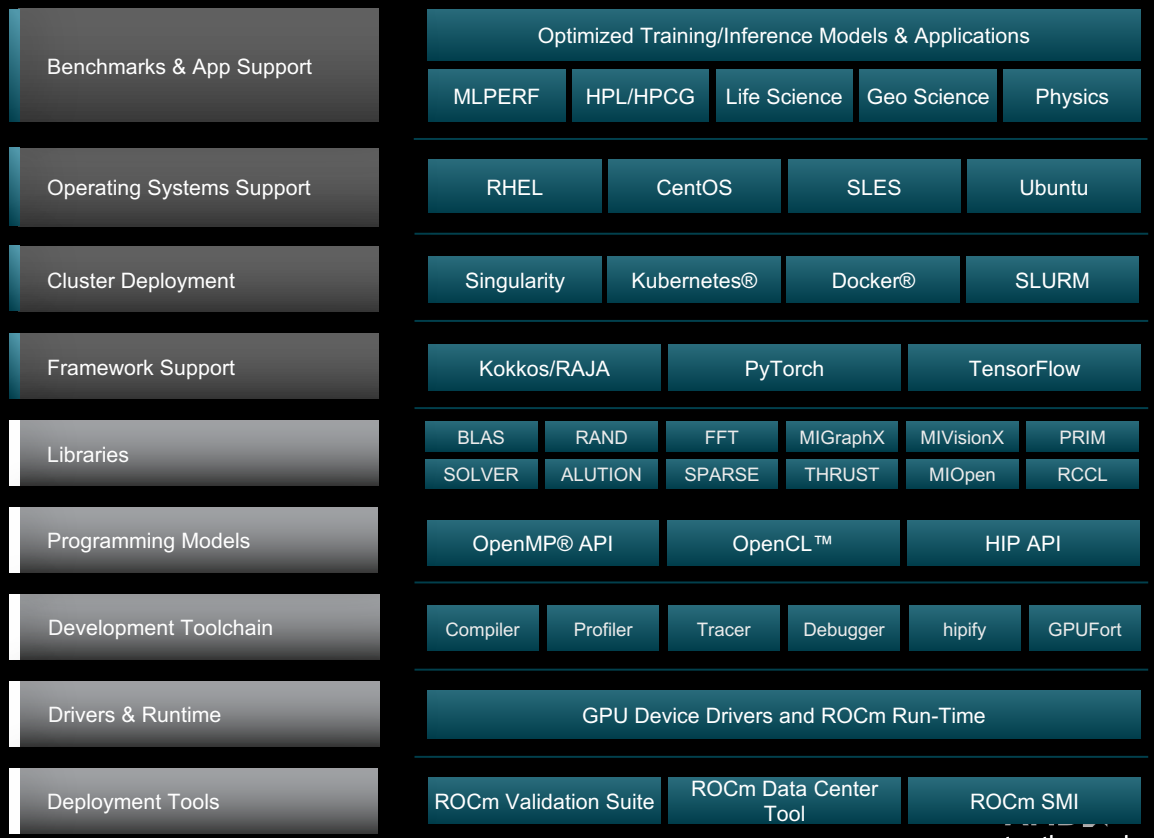 Benchmarks & App Support
Optimized Training/Inference Models & Applications
MLPERF
HPL/HPCG
Life Science
Geo Science
Physics
Operating Systems Support
RHEL
CentOS
SLES
Ubuntu
Cluster Deployment
Singularity
Kubernetes®
Docker®
SLURM
Framework Support
Kokkos/RAJA
PyTorch
TensorFlow
Libraries
BLAS
RAND
FFT
MIGraphX
MIVisionX
PRIM
SOLVER
ALUTION
SPARSE
THRUST
MIOpen
RCCL
Programming Models
OpenMP® API
OpenCL™
HIP API
Development Toolchain
Compiler
Profiler
Tracer
Debugger
hipify
GPUFort
Drivers & Runtime
GPU Device Drivers and ROCm Run-Time
Deployment Tools
ROCm Validation Suite
ROCm Data Center
Tool
ROCm SMI